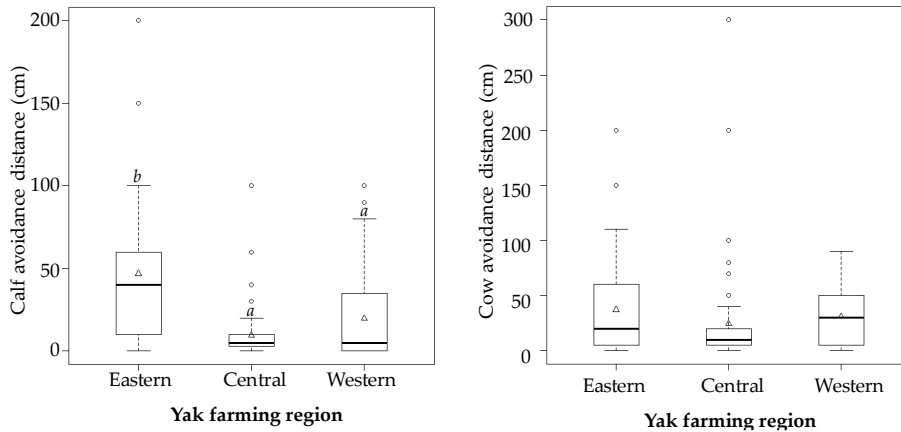 Calf avoidance distance (cm)
200
150
100
50
0
b
a
a
Eastern Central Western
Yak farming region
Cow avoidance distance (cm)
300
250
200
150
100
50
0
Eastern Central Western
Yak farming region